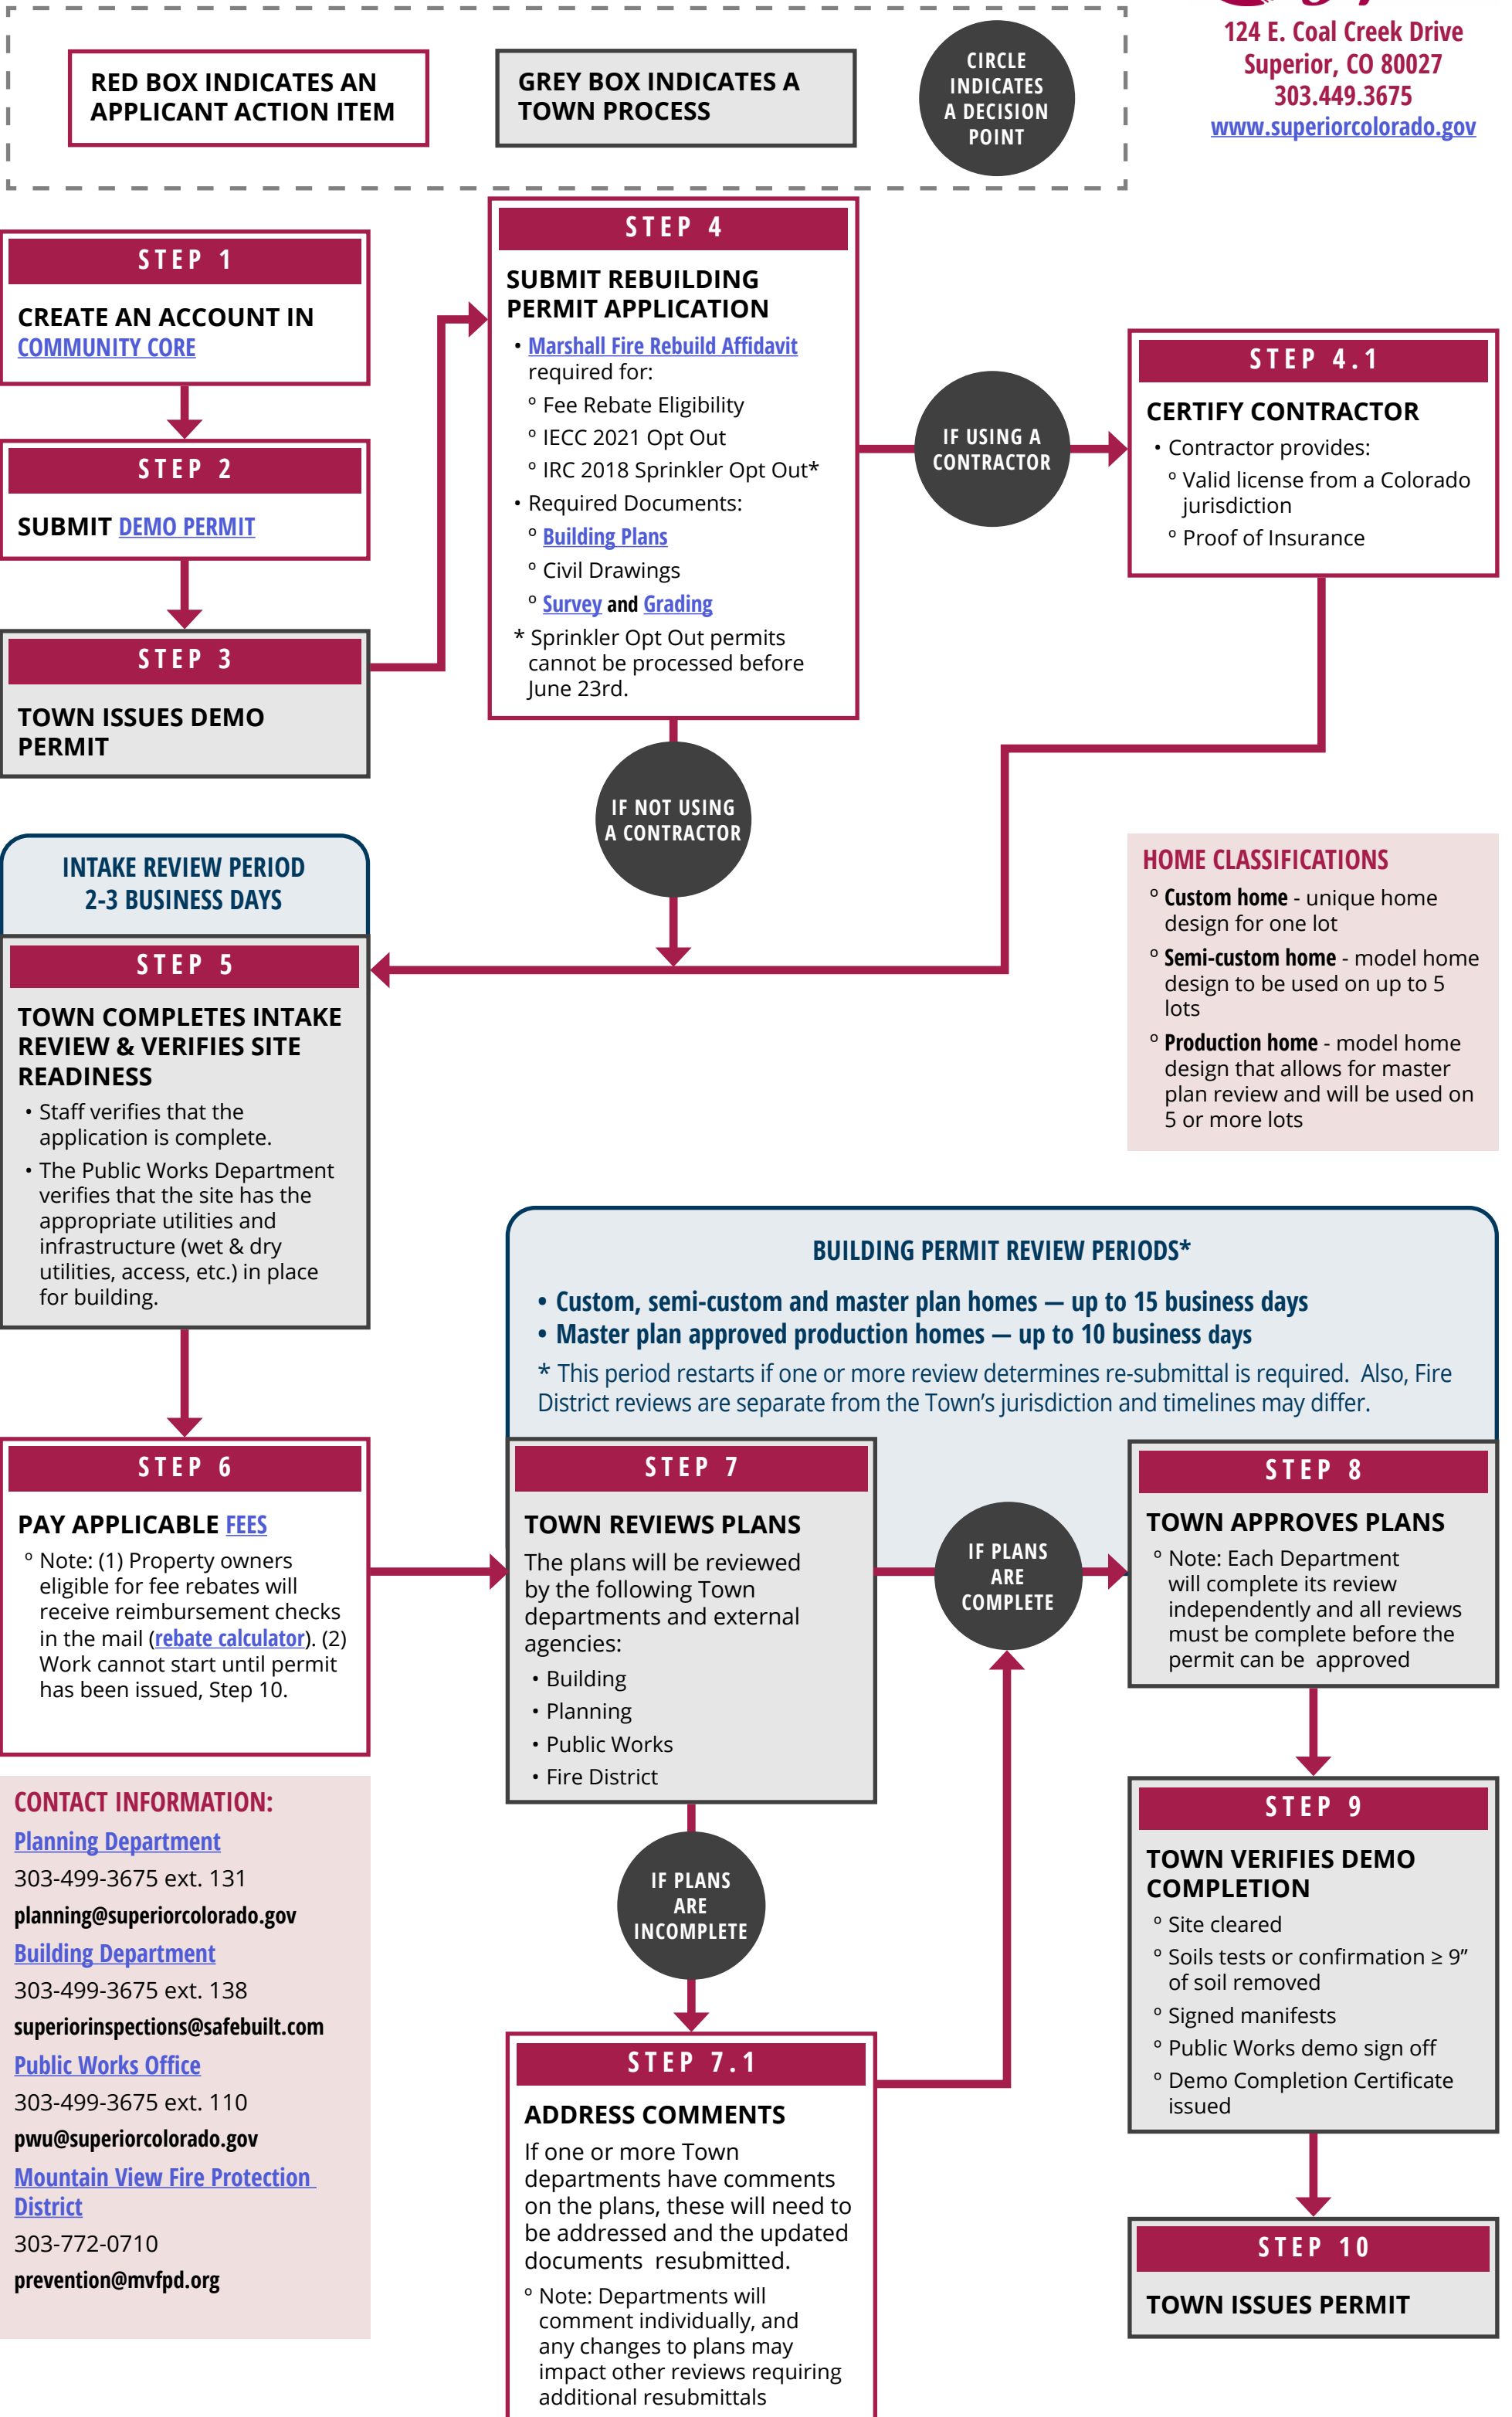 124 E. Coal Creek Drive
Superior, CO 80027
303.449.3675
www.superiorcolorado.gov
RED BOX INDICATES AN
APPLICANT ACTION ITEM
GREY BOX INDICATES A
TOWN PROCESS
CIRCLE
INDICATES
A DECISION
POINT
STEP 1
CREATE AN ACCOUNT IN
COMMUNITY CORE
STEP 2
SUBMIT DEMO PERMIT
STEP 3
TOWN ISSUES DEMO
PERMIT
STEP 4
SUBMIT REBUILDING
PERMIT APPLICATION
• Marshall Fire Rebuild Affidavit
required for:
º Fee Rebate Eligibility
º IECC 2021 Opt Out
º IRC 2018 Sprinkler Opt Out*
• Required Documents:
º Building Plans
º Civil Drawings
º Survey and Grading
* Sprinkler Opt Out permits
cannot be processed before
June 23rd.
IF USING A
CONTRACTOR
STEP 4.1
CERTIFY CONTRACTOR
• Contractor provides:
º Valid license from a Colorado
jurisdiction
º Proof of Insurance
IF NOT USING
A CONTRACTOR
HOME CLASSIFICATIONS
º Custom home - unique home
design for one lot
º Semi-custom home - model home
design to be used on up to 5
lots
º Production home - model home
design that allows for master
plan review and will be used on
5 or more lots
INTAKE REVIEW PERIOD
2-3 BUSINESS DAYS
STEP 5
TOWN COMPLETES INTAKE
REVIEW & VERIFIES SITE
READINESS
• Staff verifies that the
application is complete.
• The Public Works Department
verifies that the site has the
appropriate utilities and
infrastructure (wet & dry
utilities, access, etc.) in place
for building.
STEP 6
PAY APPLICABLE FEES
º Note: (1) Property owners
eligible for fee rebates will
receive reimbursement checks
in the mail (rebate calculator). (2)
Work cannot start until permit
has been issued, Step 10.
BUILDING PERMIT REVIEW PERIODS*
• Custom, semi-custom and master plan homes — up to 15 business days
• Master plan approved production homes — up to 10 business days
* This period restarts if one or more review determines re-submittal is required. Also, Fire
District reviews are separate from the Town’s jurisdiction and timelines may differ.
STEP 7
TOWN REVIEWS PLANS
The plans will be reviewed
by the following Town
departments and external
agencies:
• Building
• Planning
• Public Works
• Fire District
IF PLANS
ARE
COMPLETE
STEP 8
TOWN APPROVES PLANS
º Note: Each Department
will complete its review
independently and all reviews
must be complete before the
permit can be approved
IF PLANS
ARE
INCOMPLETE
STEP 7.1
ADDRESS COMMENTS
If one or more Town
departments have comments
on the plans, these will need to
be addressed and the updated
documents resubmitted.
º Note: Departments will
comment individually, and
any changes to plans may
impact other reviews requiring
additional resubmittals
STEP 9
TOWN VERIFIES DEMO
COMPLETION
º Site cleared
º Soils tests or confirmation ≥ 9”
of soil removed
º Signed manifests
º Public Works demo sign off
º Demo Completion Certificate
issued
STEP 10
TOWN ISSUES PERMIT
CONTACT INFORMATION:
Planning Department
303-499-3675 ext. 131
planning@superiorcolorado.gov
Building Department
303-499-3675 ext. 138
superiorinspections@safebuilt.com
Public Works Office
303-499-3675 ext. 110
pwu@superiorcolorado.gov
Mountain View Fire Protection
District
303-772-0710
prevention@mvfpd.org